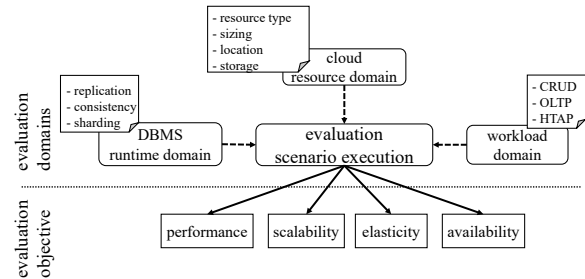 - resource type
- sizing
- location
- storage
cloud
resource domain
- replication
- consistency
- sharding
DBMS
runtime domain
evaluation
scenario execution
- CRUD
- OLTP
- HTAP
workload
domain
evaluation
domains
performance
scalability
elasticity
availability
evaluation
objective